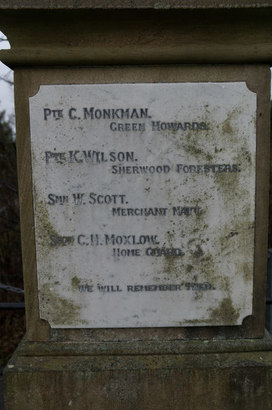 Pte C. Monkman.
Green Howards.
Pte K. Wilson.
Sherwood Foresters.
Smn W. Scott.
Merchant Navy.
C. H. Moxlow.
Home Guard.
We will remember them.